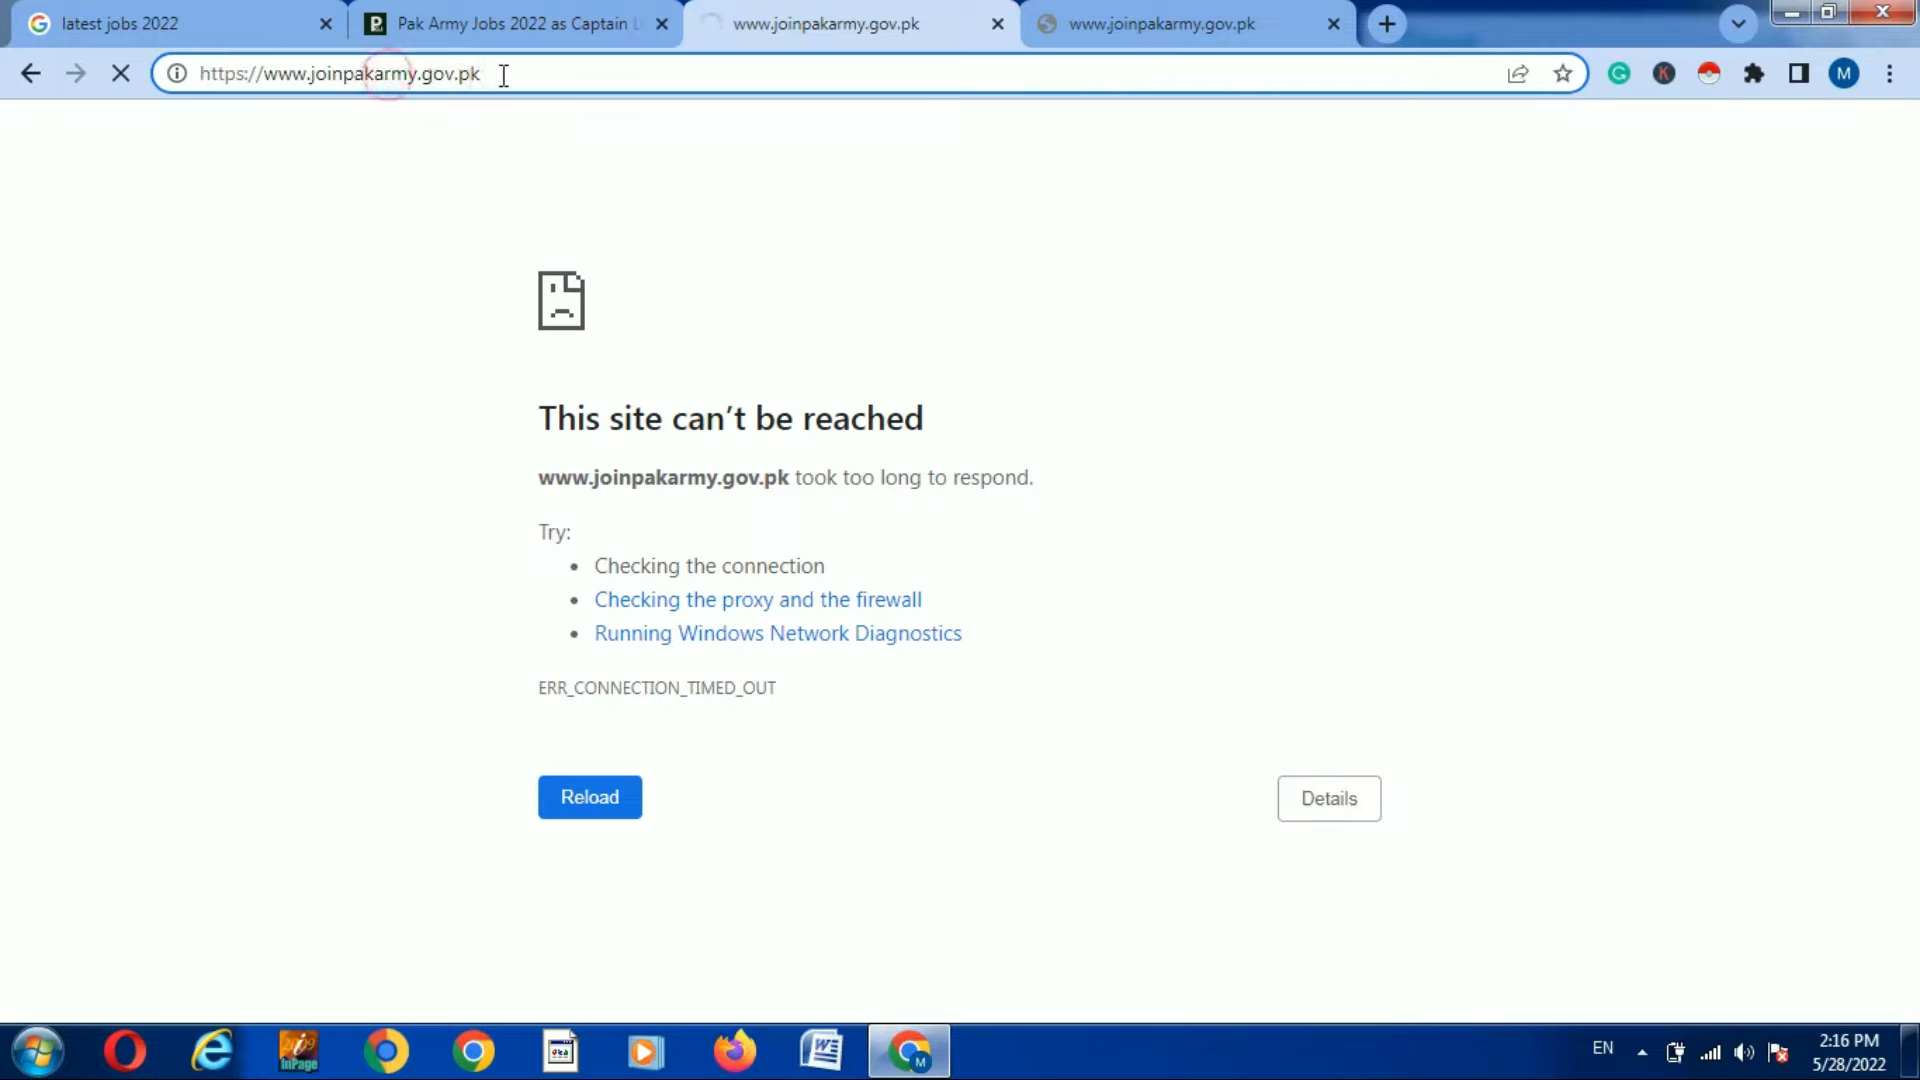 latest jobs 2022
Pak Army Jobs 2022 as Captain L
www.joinpakarmy.gov.pk
www.joinpakarmy.gov.pk
https://www.joinpakarmy.gov.pk
M
This site can't be reached
www.joinpakarmy.gov.pk took too long to respond.
Try:
Checking the connection
Checking the proxy and the firewall
Running Windows Network Diagnostics
ERR_CONNECTION_TIMED_OUT
Reload
Details
2009
InPage
M
EN
2:16 PM
5/28/2022